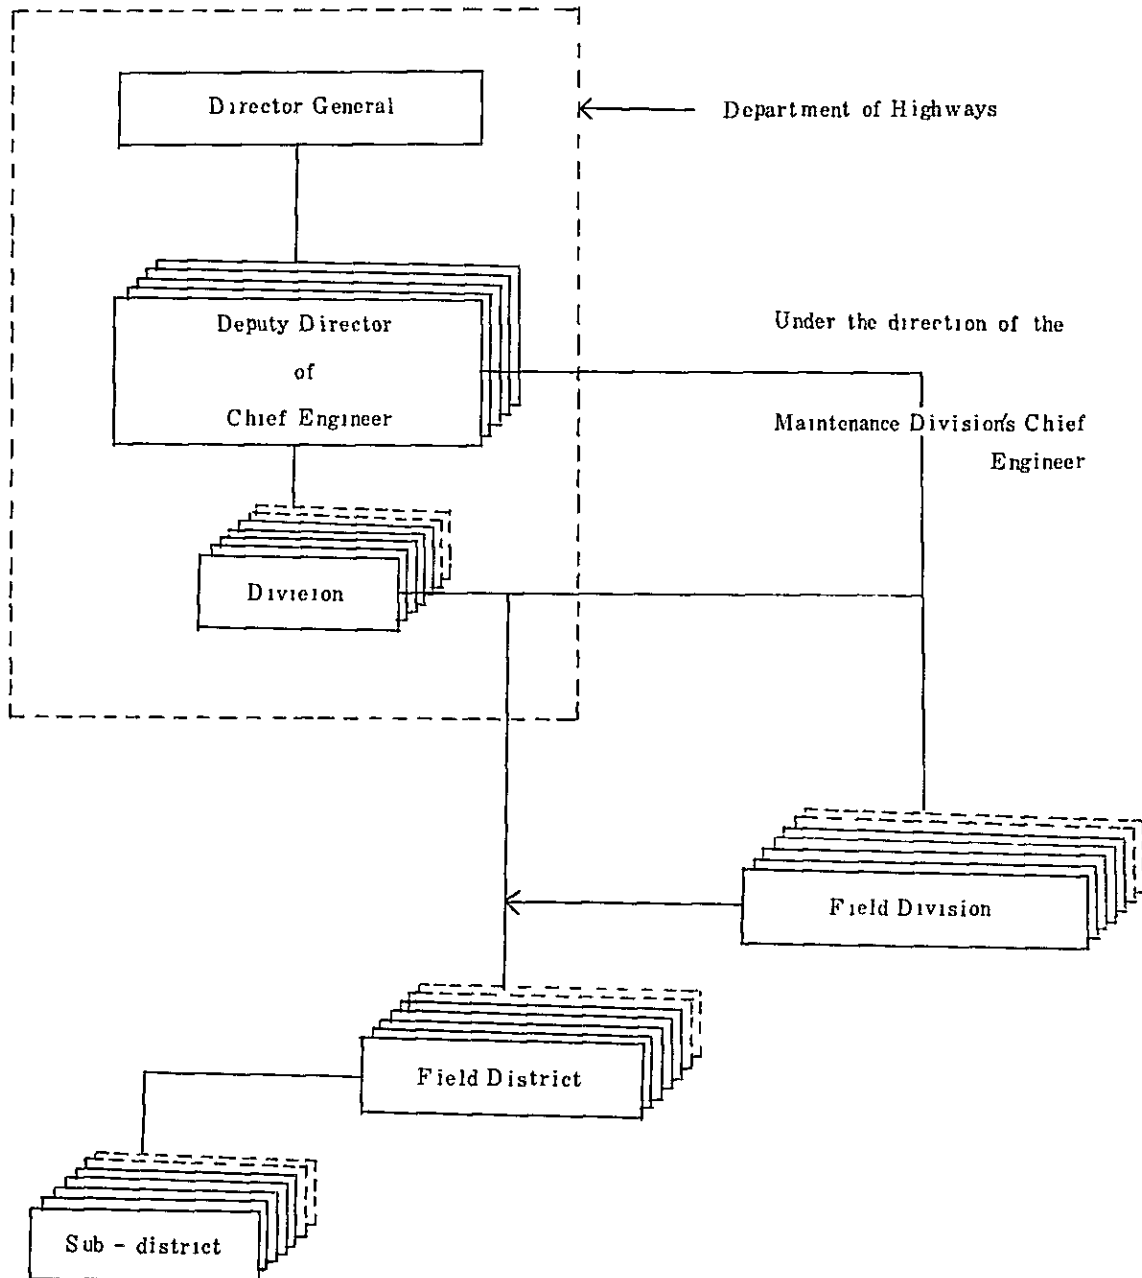 Director General
Department of Highways
Deputy Director
of
Chief Engineer
Under the direction of the
Maintenance Division's Chief
Engineer
Division
Field Division
Field District
Sub - district